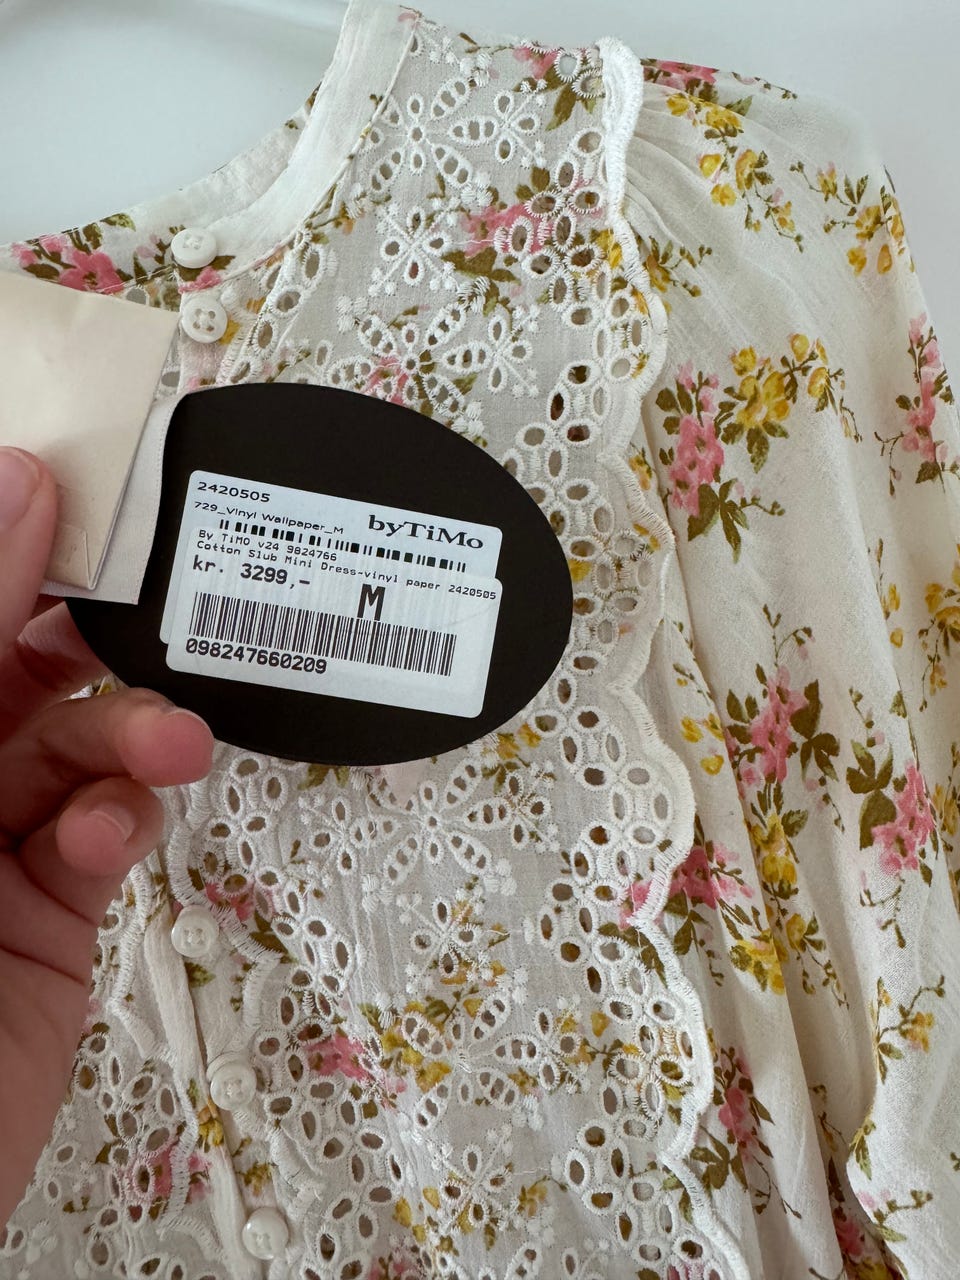 2420505
729_Vinyl Wallpaper_M
byTiMo
By TiMO v24 9824766
Cotton Slub Mini Dress-vinyl paper 2420505
kr. 3299,-
M
098247660209